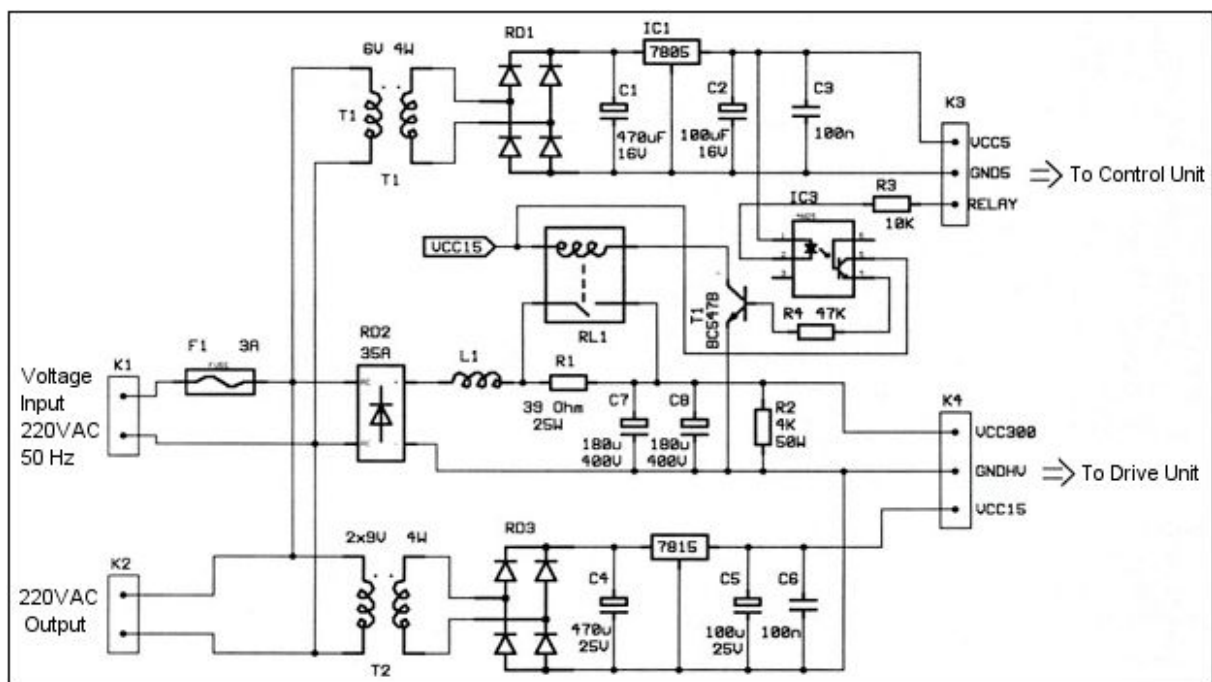 RD1
IC1
7805
6V 4W
T1
T1
C1
470uF
16V
C2
100uF
16V
C3
100n
K3
VCC5
GND5
RELAY
To Control Unit
R3
10K
IC3
VCC15
RL1
T1
BC547B
R4 47K
F1 3A
FUSE
K1
Voltage
Input
220VAC
50 Hz
RD2
35A
L1
R1
39 Ohm
25W
C7
180u
400V
C8
180u
400V
R2
4K
50W
K4
VCC300
GNDHV
VCC15
To Drive Unit
K2
220VAC
Output
2x9V 4W
T2
RD3
7815
C4
470u
25V
C5
100u
25V
C6
100n